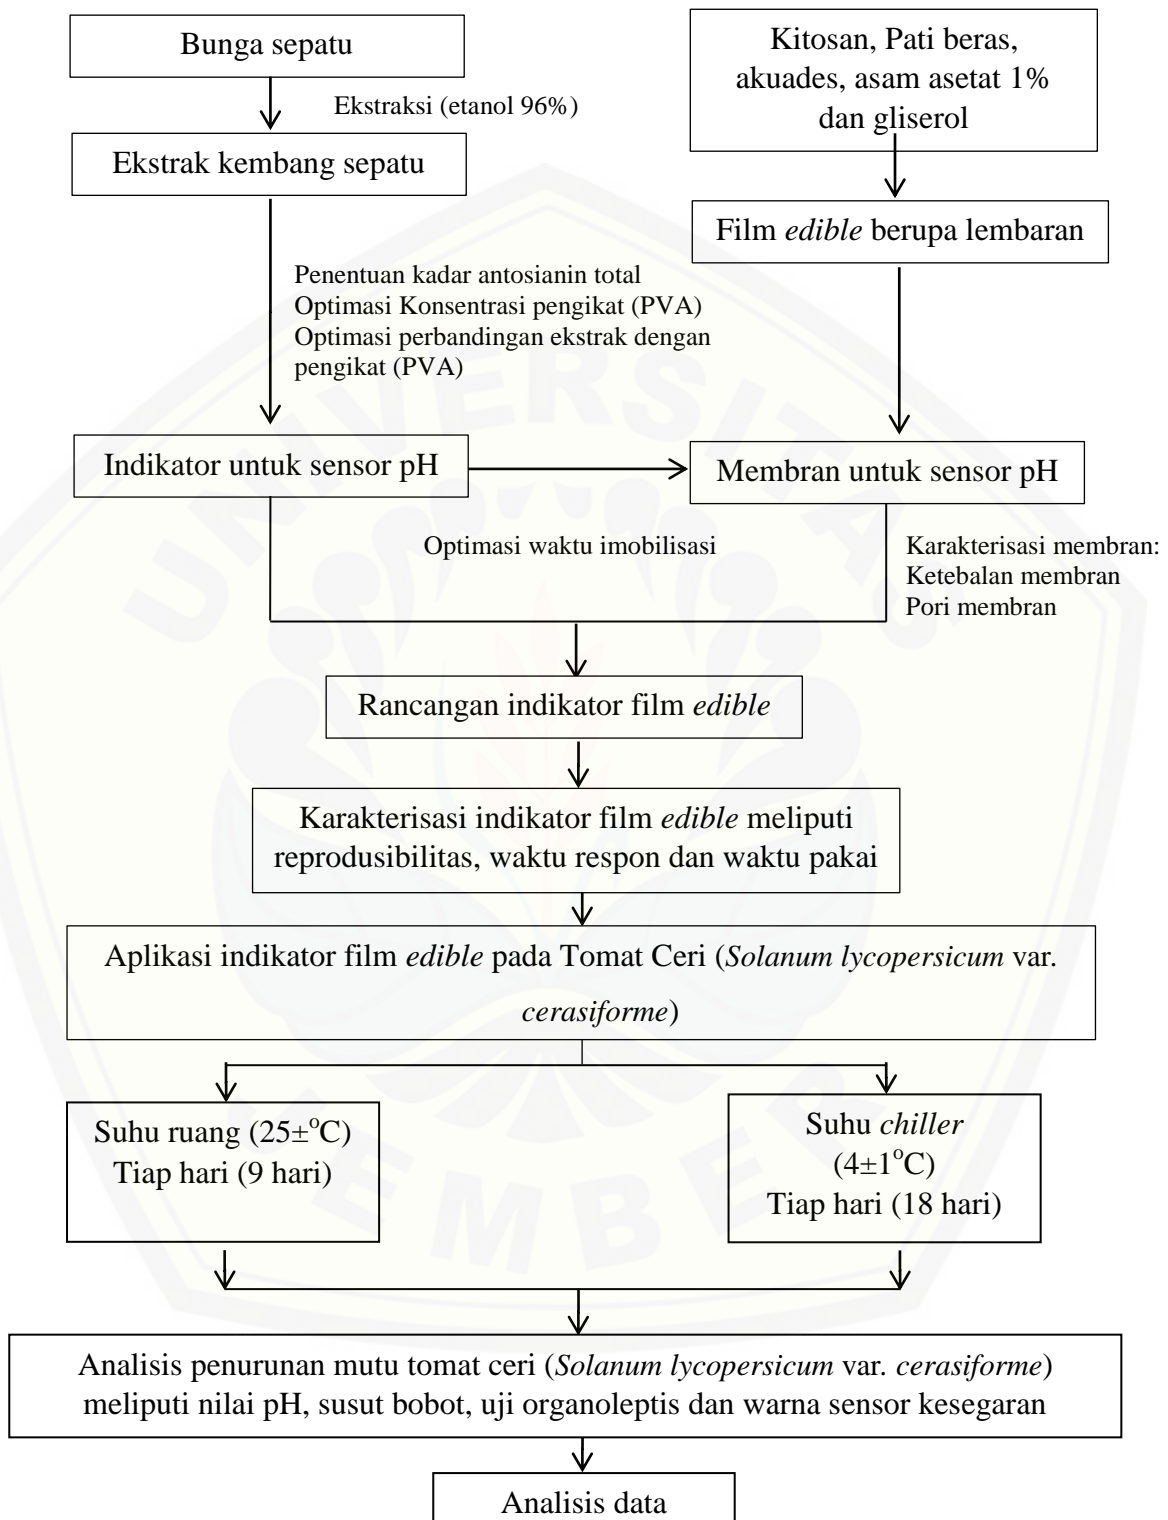 Bunga sepatu
Ekstraksi (etanol 96%)
Ekstrak kembang sepatu
Kitosan, Pati beras,
akuades, asam asetat 1%
dan gliserol
Film edible berupa lembaran
Penentuan kadar antosianin total
Optimasi Konsentrasi pengikat (PVA)
Optimasi perbandingan ekstrak dengan
pengikat (PVA)
Indikator untuk sensor pH
Membran untuk sensor pH
Optimasi waktu imobilisasi
Karakterisasi membran:
Ketebalan membran
Pori membran
Rancangan indikator film edible
Karakterisasi indikator film edible meliputi
reprodusibilitas, waktu respon dan waktu pakai
Aplikasi indikator film edible pada Tomat Ceri (Solanum lycopersicum var.
cerasiforme)
Suhu ruang (25±°C)
Tiap hari (9 hari)
Suhu chiller
(4±1°C)
Tiap hari (18 hari)
Analisis penurunan mutu tomat ceri (Solanum lycopersicum var. cerasiforme)
meliputi nilai pH, susut bobot, uji organoleptis dan warna sensor kesegaran
Analisis data
UNIVERSITAS
JEMBER